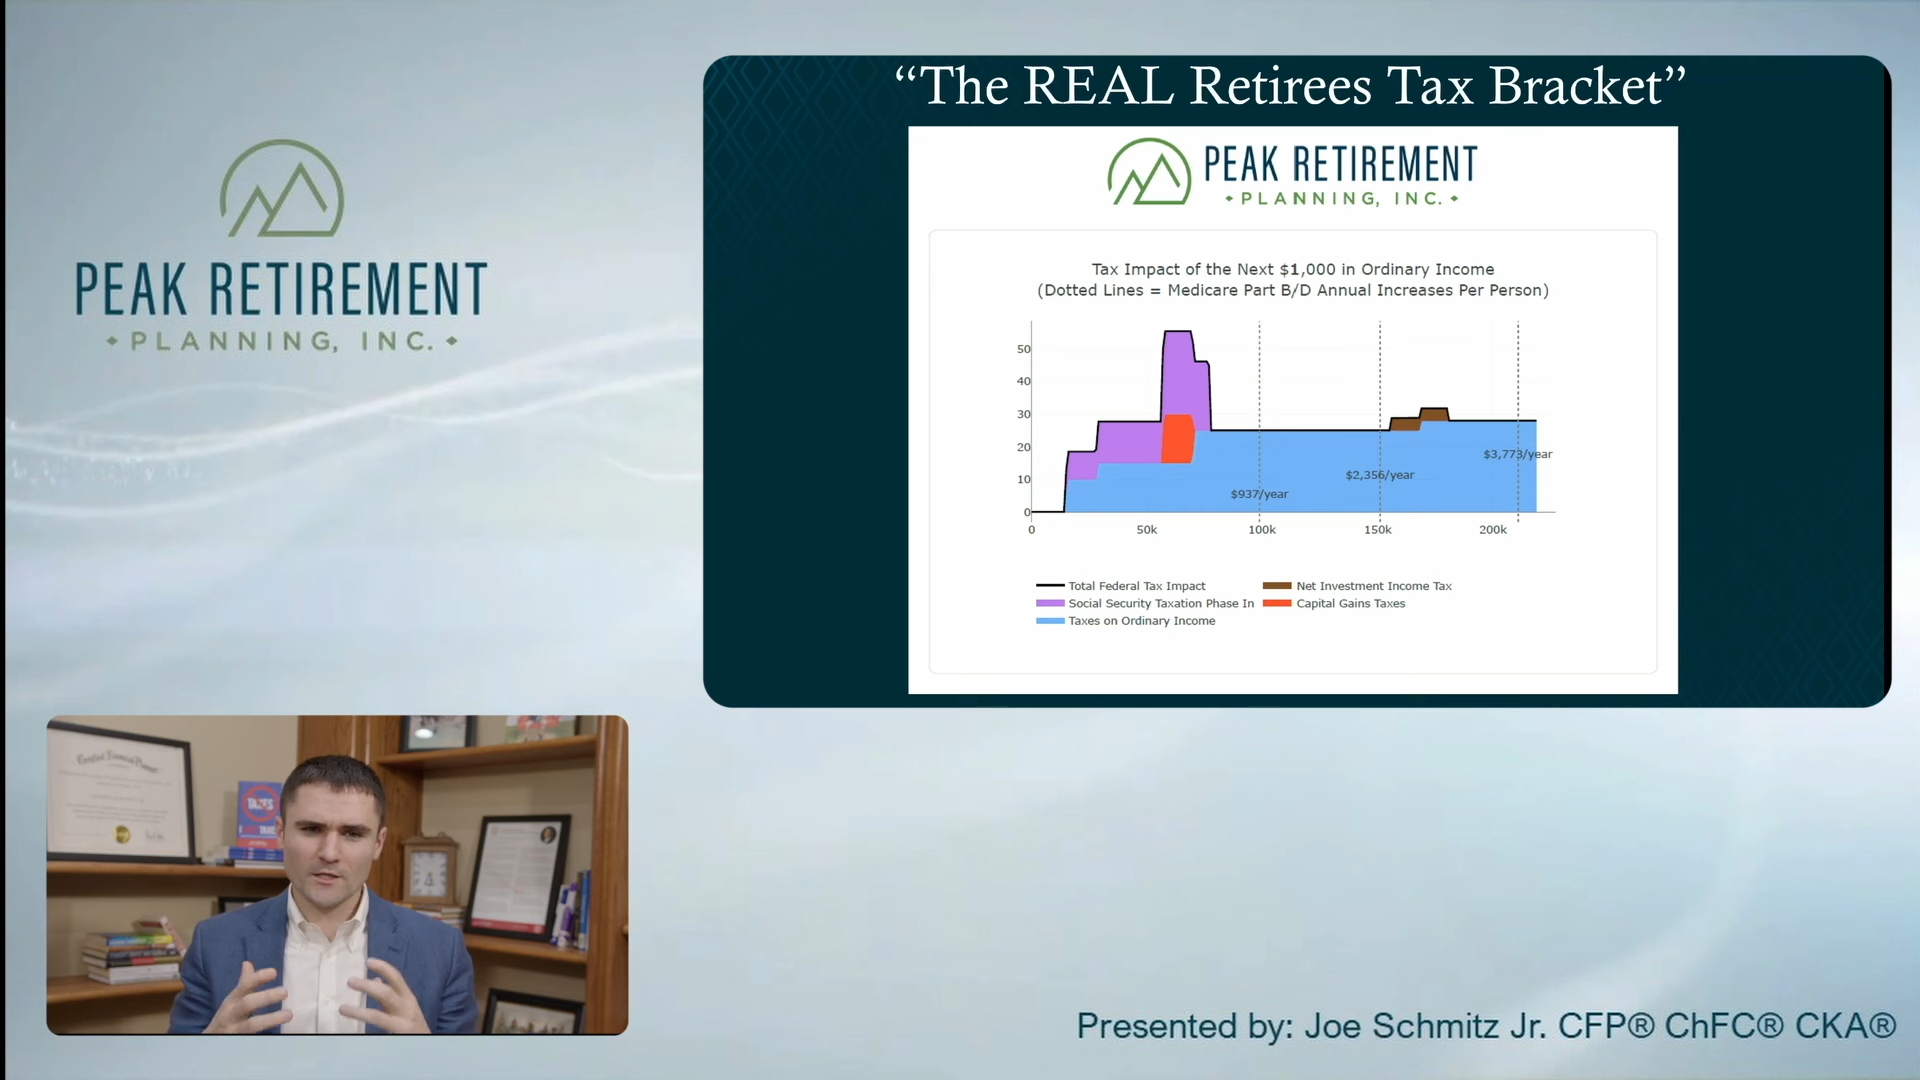 “The REAL Retirees Tax Bracket”
PEAK RETIREMENT
PLANNING, INC.
PEAK RETIREMENT
PLANNING, INC.
Tax Impact of the Next $1,000 in Ordinary Income
(Dotted Lines = Medicare Part B/D Annual Increases Per Person)
50
40
30
20
10
0
$3,773/year
$2,356/year
$937/year
0 50k 100k 150k 200k
Total Federal Tax Impact
Net Investment Income Tax
Social Security Taxation Phase In
Capital Gains Taxes
Taxes on Ordinary Income
Certified Financial Planner
TAXES
Presented by: Joe Schmitz Jr. CFP® ChFC® CKA®